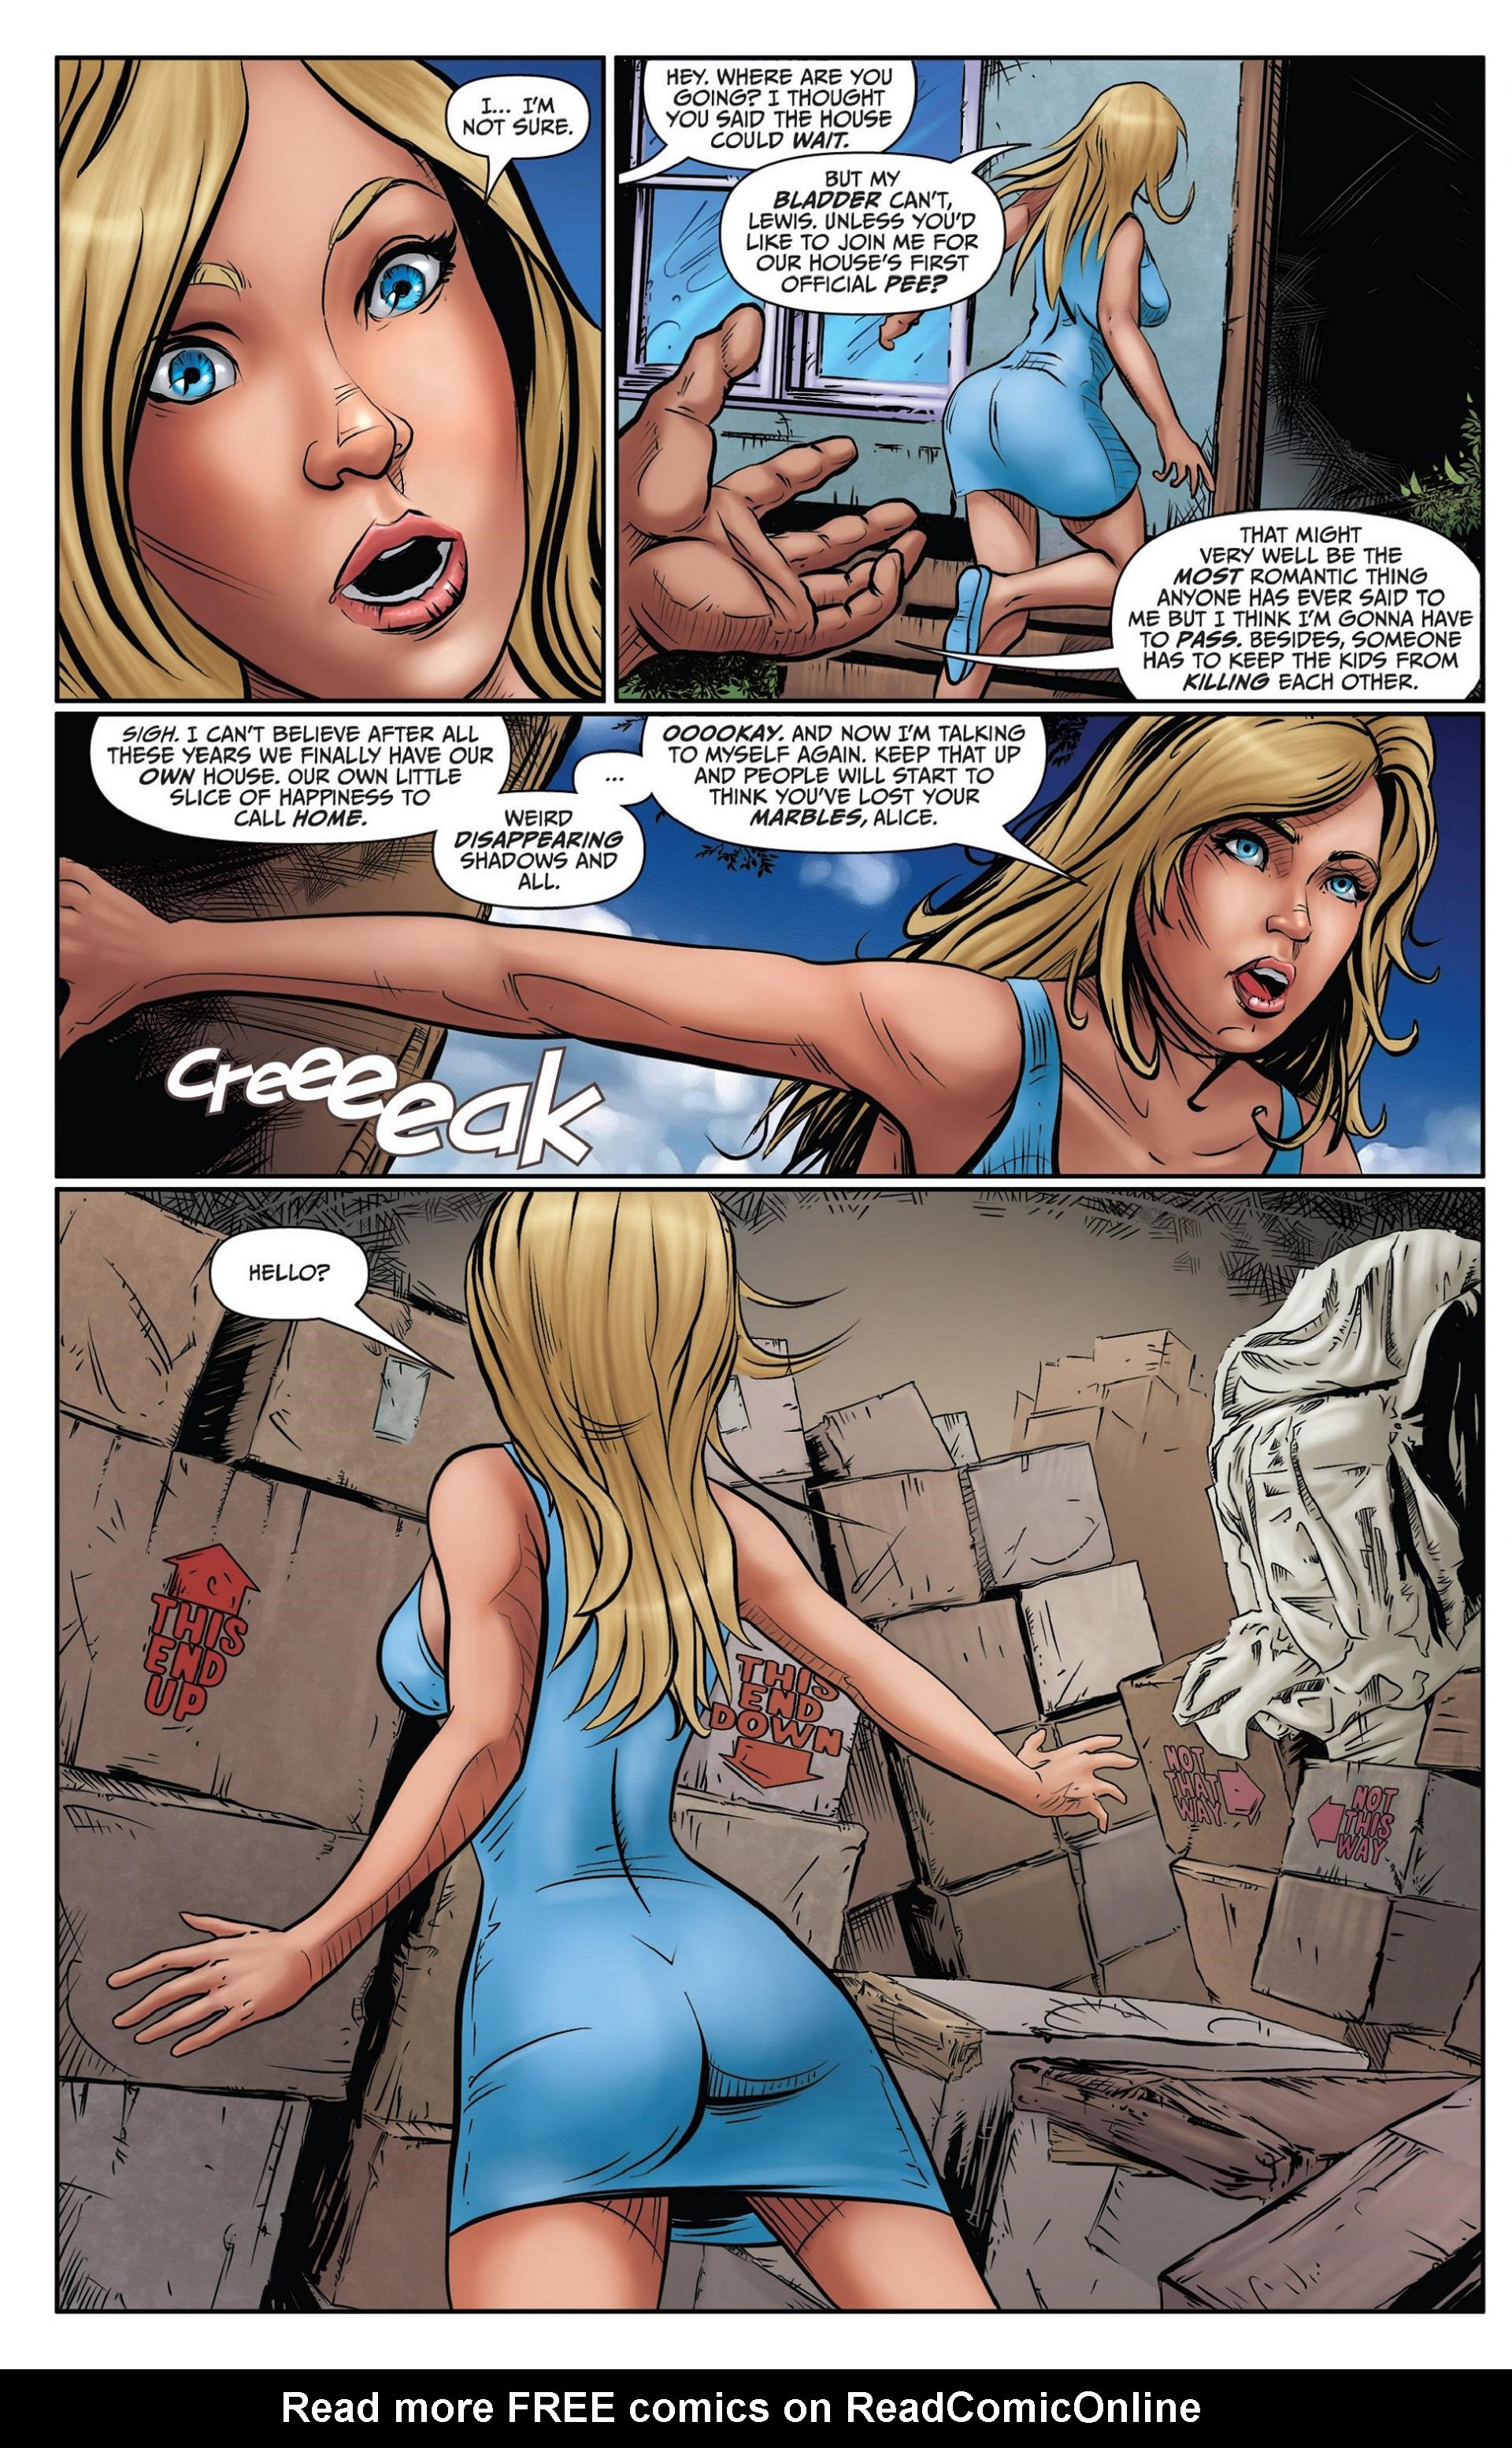 I... I'M
NOT SURE.
HEY. WHERE ARE YOU
GOING? I THOUGHT
YOU SAID THE HOUSE
COULD WAIT.
BUT MY
BLADDER CAN'T,
LEWIS. UNLESS YOU'D
LIKE TO JOIN ME FOR
OUR HOUSE'S FIRST
OFFICIAL PEE?
THAT MIGHT
VERY WELL BE THE
MOST ROMANTIC THING
ANYONE HAS EVER SAID TO
ME BUT I THINK I'M GONNA HAVE
TO PASS. BESIDES, SOMEONE
HAS TO KEEP THE KIDS FROM
KILLING EACH OTHER.
SIGH. I CAN'T BELIEVE AFTER ALL
THESE YEARS WE FINALLY HAVE OUR
OWN HOUSE. OUR OWN LITTLE
SLICE OF HAPPINESS TO
CALL HOME.
WEIRD
DISAPPEARING
SHADOWS AND
ALL.
...
OOOOKAY. AND NOW I'M TALKING
TO MYSELF AGAIN. KEEP THAT UP
AND PEOPLE WILL START TO
THINK YOU'VE LOST YOUR
MARBLES, ALICE.
Creeeeeak
HELLO?
THIS
END
UP
THIS
END
DOWN
NOT
THAT
WAY
NOT
THIS
WAY
Read more FREE comics on ReadComicOnline